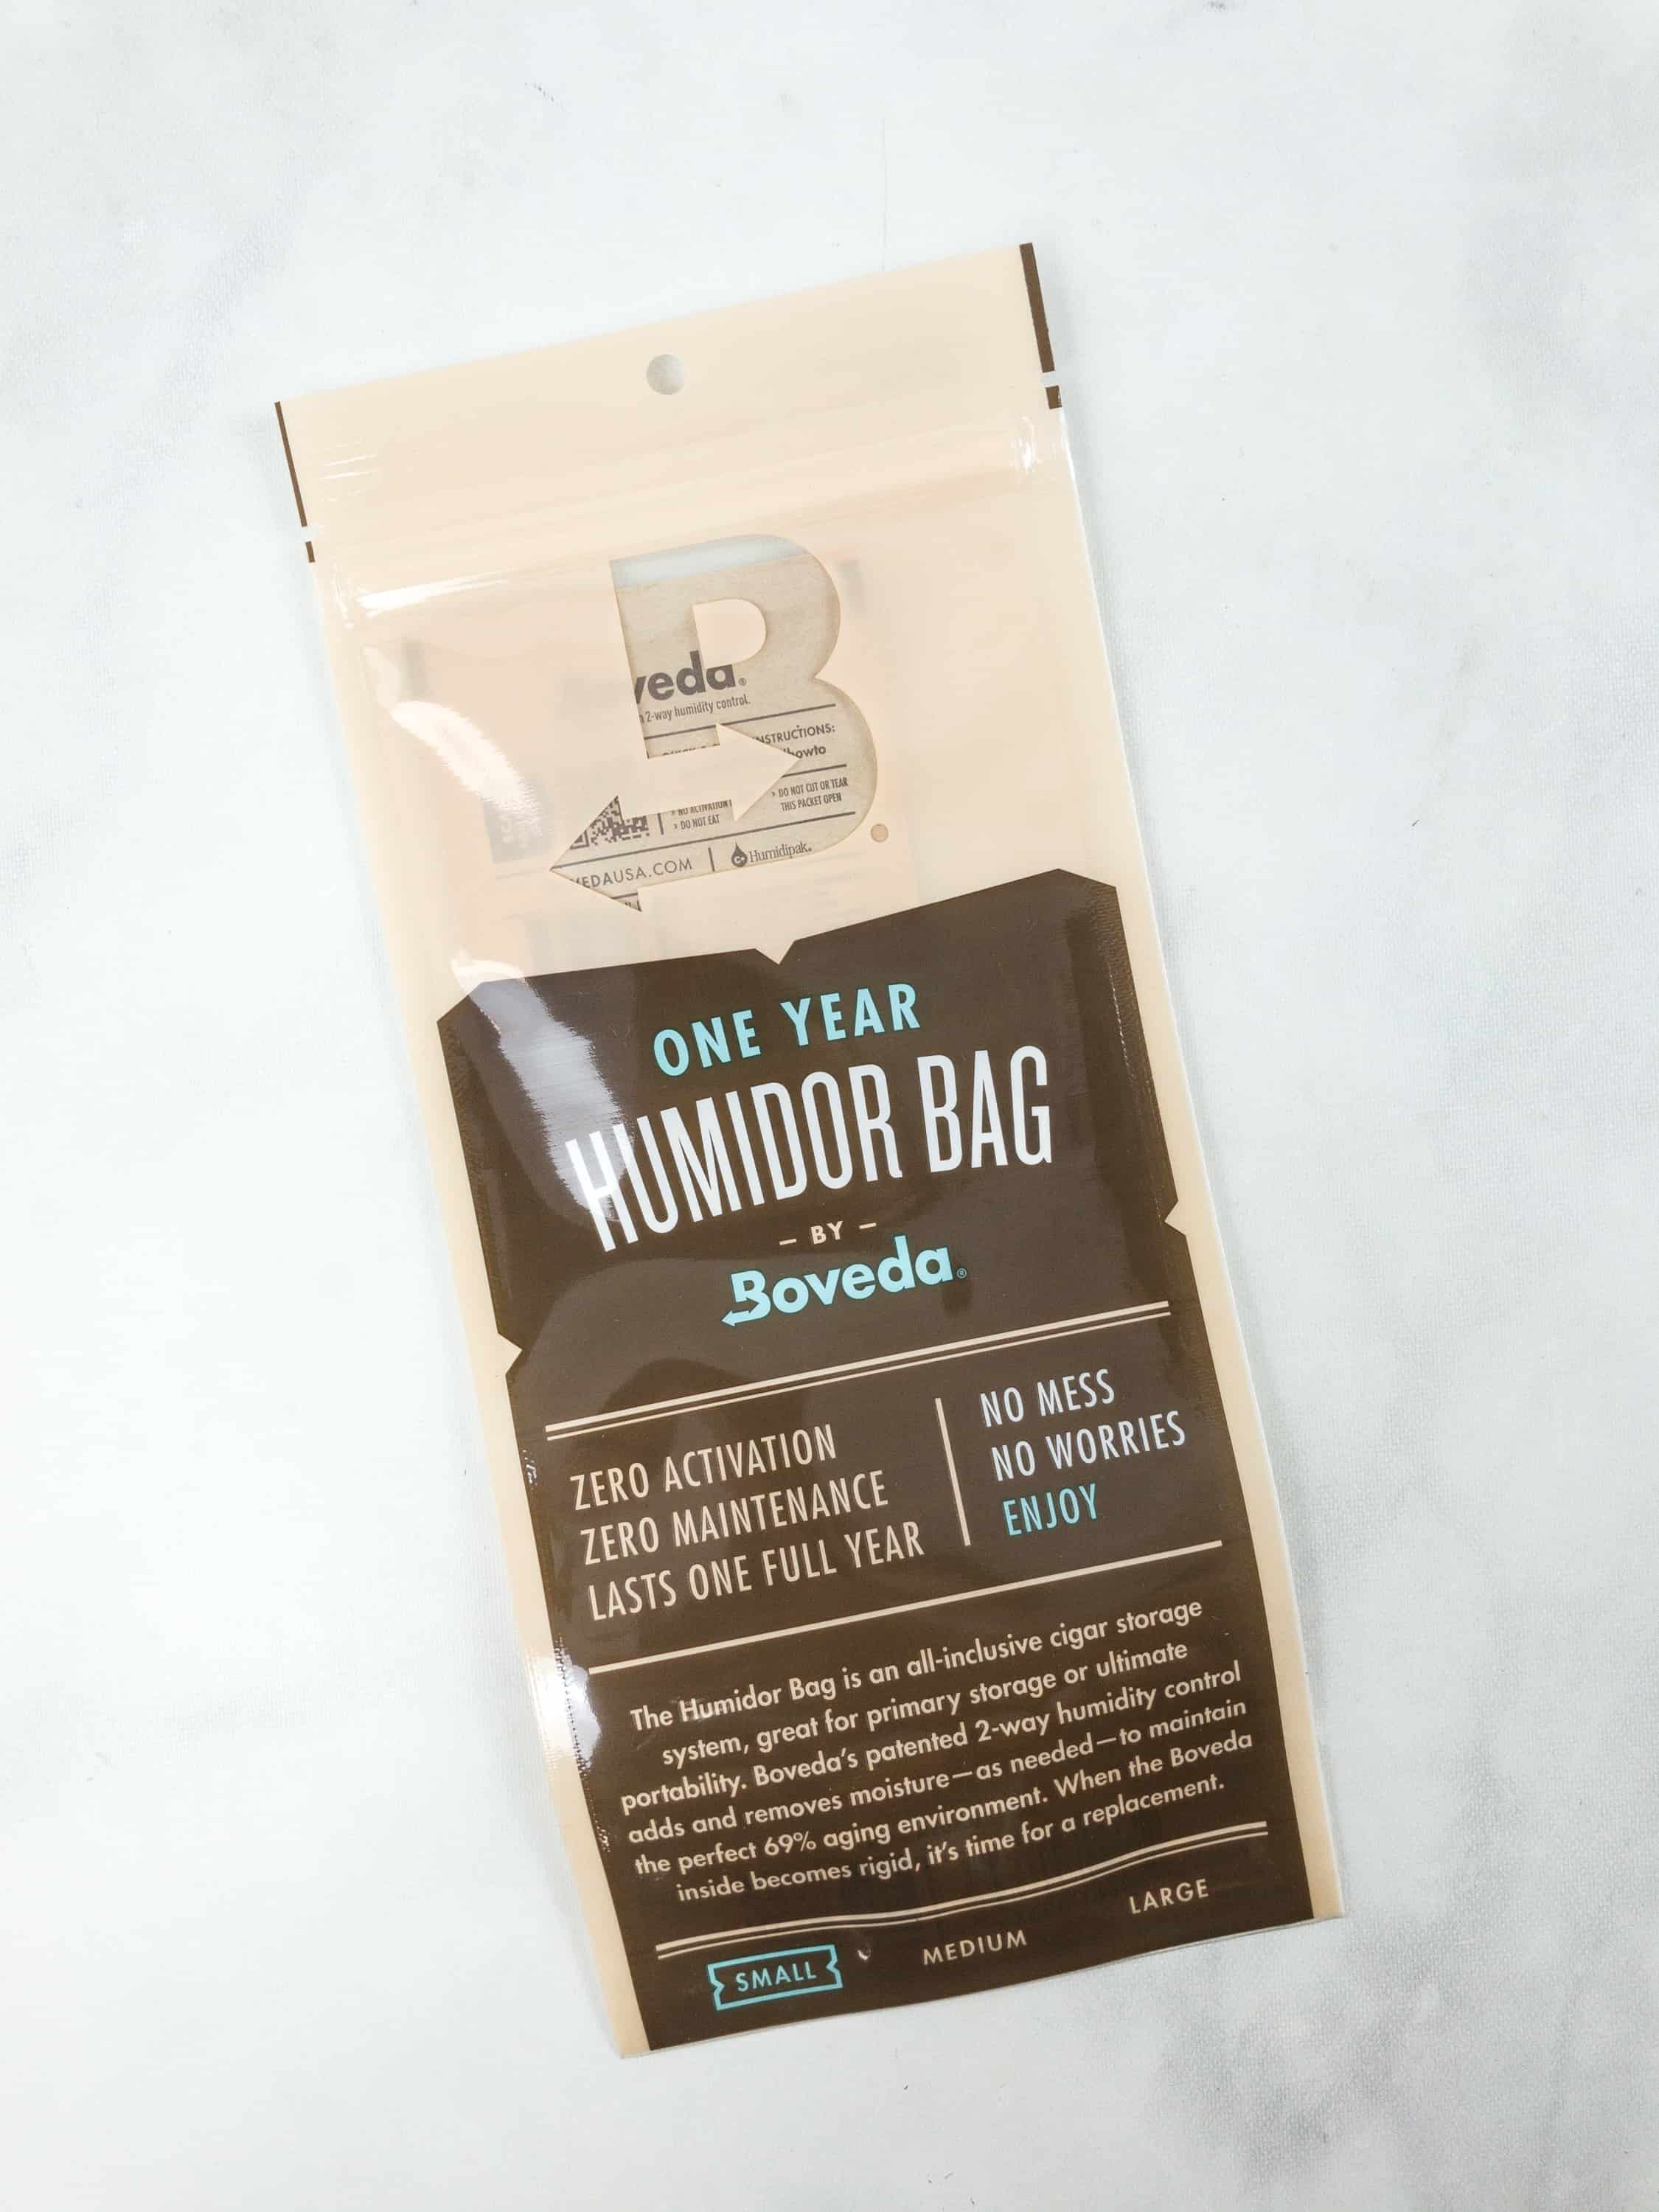 veda®
2-way humidity control.
INSTRUCTIONS:
howto
› NO ACTIVATION
› DO NOT EAT
› DO NOT CUT OR TEAR
THIS PACKET OPEN
VEDAUSA.COM | Humidipak®
ONE YEAR
HUMIDOR BAG
– BY –
Boveda®
ZERO ACTIVATION
ZERO MAINTENANCE
LASTS ONE FULL YEAR
NO MESS
NO WORRIES
ENJOY
The Humidor Bag is an all-inclusive cigar storage
system, great for primary storage or ultimate
portability. Boveda's patented 2-way humidity control
adds and removes moisture—as needed—to maintain
the perfect 69% aging environment. When the Boveda
inside becomes rigid, it's time for a replacement.
SMALL MEDIUM LARGE